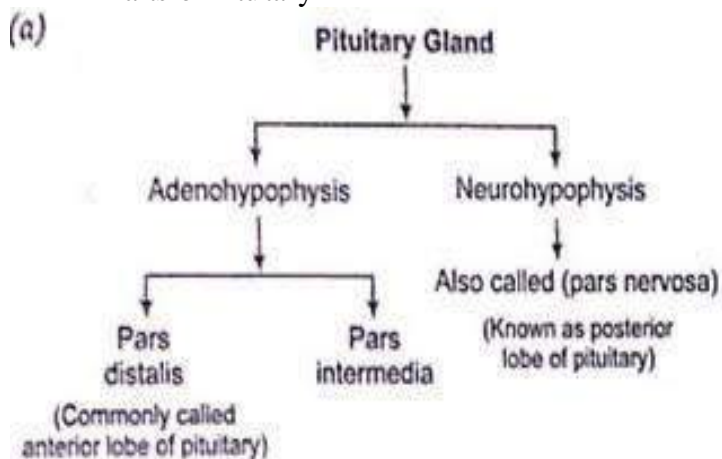 (a)
Pituitary Gland
Adenohypophysis
Neurohypophysis
Also called (pars nervosa)
(Known as posterior
lobe of pituitary)
Pars
distalis
(Commonly called
anterior lobe of pituitary)
Pars
intermedia